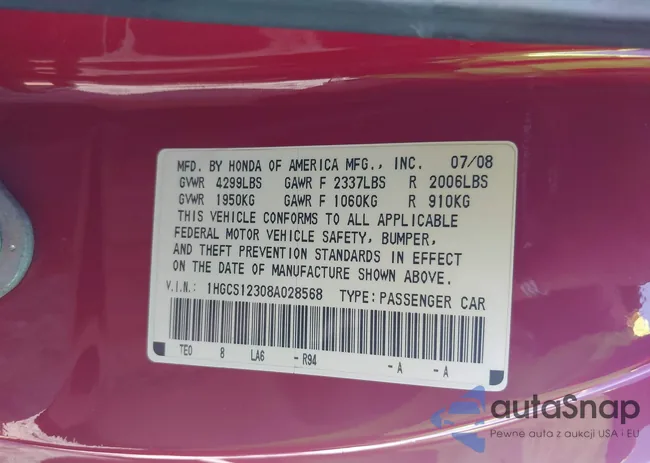 MFD. BY HONDA OF AMERICA MFG., INC. 07/08
GVWR 4299LBS GAWR F 2337LBS R 2006LBS
GVWR 1950KG GAWR F 1060KG R 910KG
THIS VEHICLE CONFORMS TO ALL APPLICABLE
FEDERAL MOTOR VEHICLE SAFETY, BUMPER,
AND THEFT PREVENTION STANDARDS IN EFFECT
ON THE DATE OF MANUFACTURE SHOWN ABOVE.
V.I.N.: 1HGCS12308A028568 TYPE: PASSENGER CAR
TE0 8 LA6 - R94 - A - A
autaSnap
Pewne auta z aukcji USA i EU